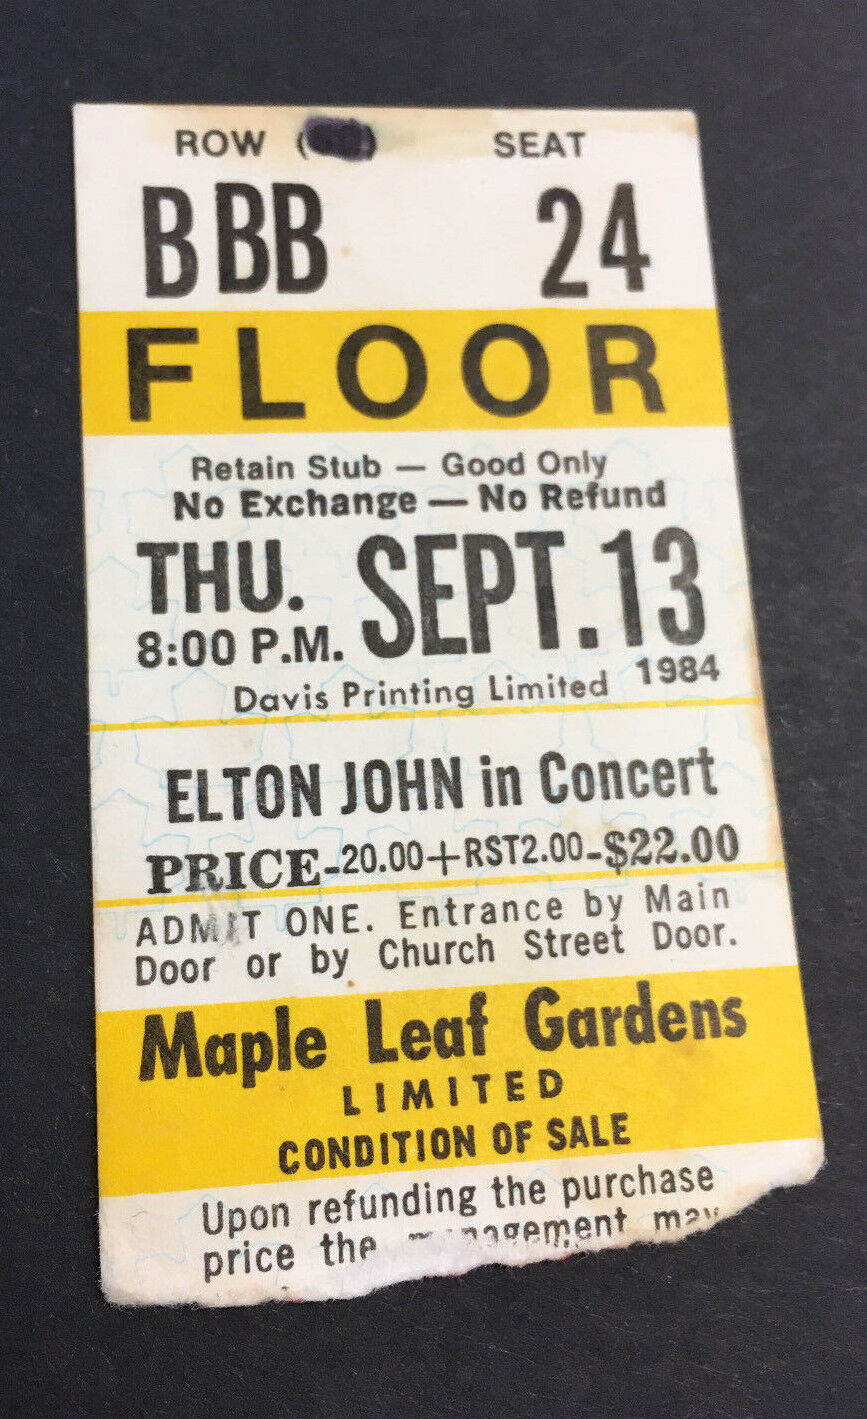 ROW SEAT
BBB 24
FLOOR
Retain Stub — Good Only
No Exchange — No Refund
THU. SEPT. 13
8:00 P.M.
Davis Printing Limited 1984
ELTON JOHN in Concert
PRICE-20.00+RST2.00-$22.00
ADMIT ONE. Entrance by Main
Door or by Church Street Door.
Maple Leaf Gardens
LIMITED
CONDITION OF SALE
Upon refunding the purchase
price the management may